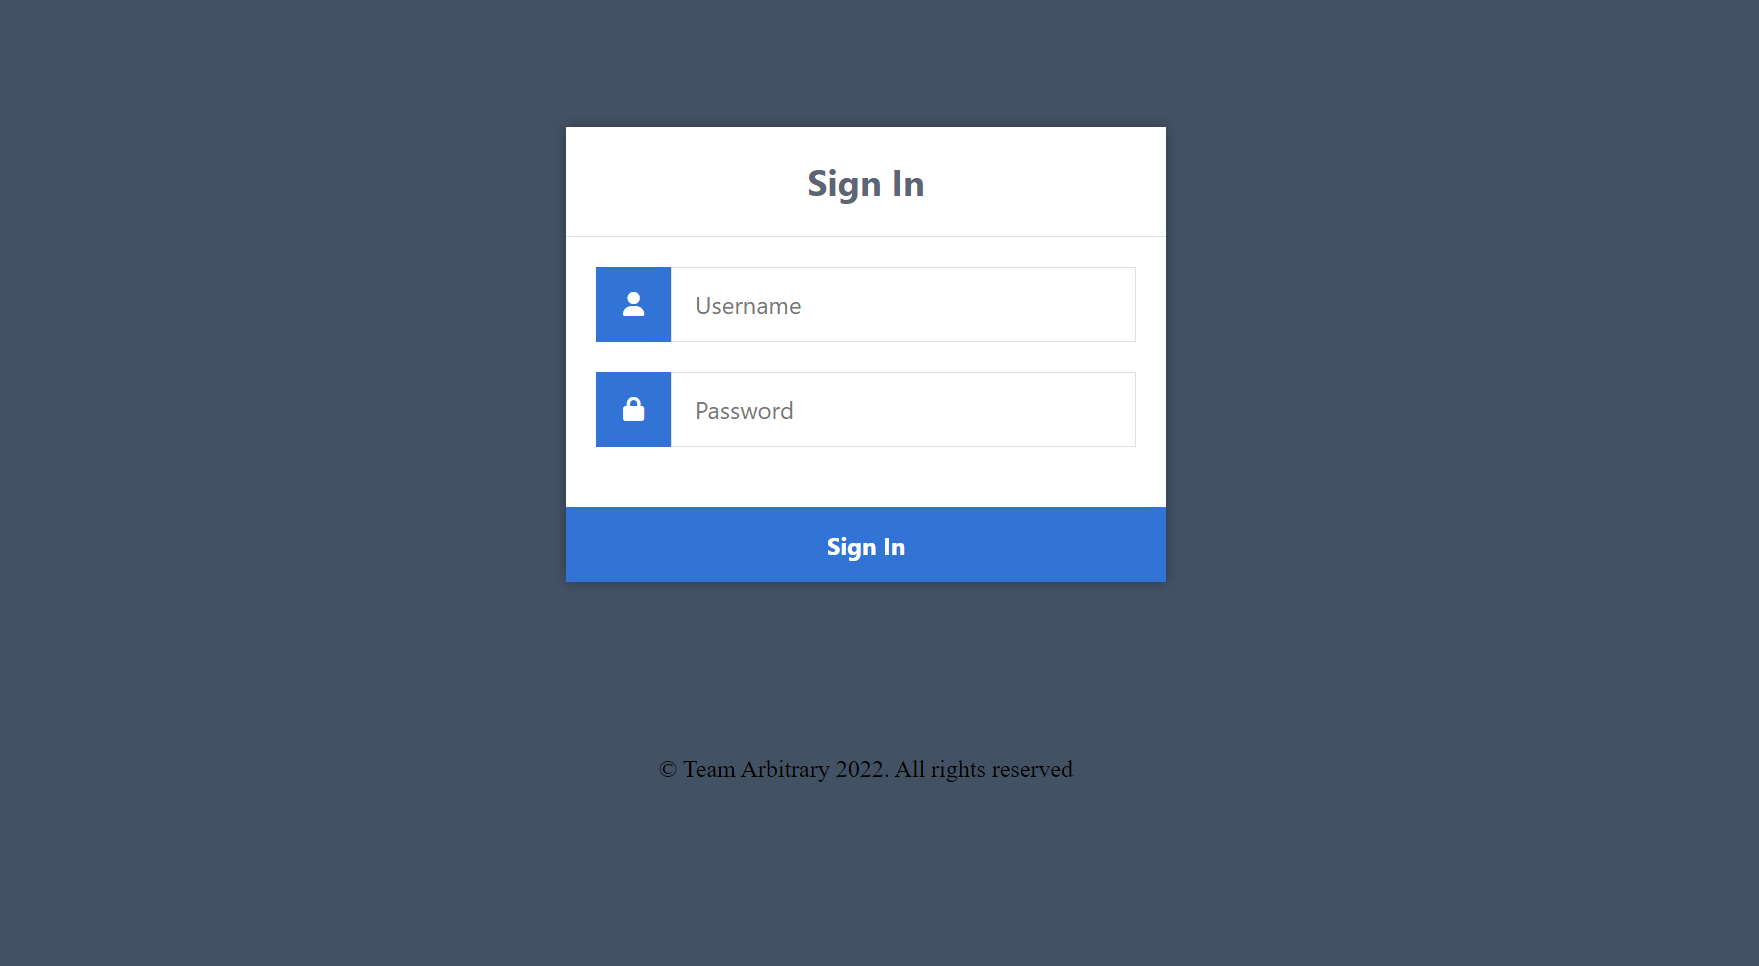 Sign In
Username
Password
Sign In
© Team Arbitrary 2022. All rights reserved